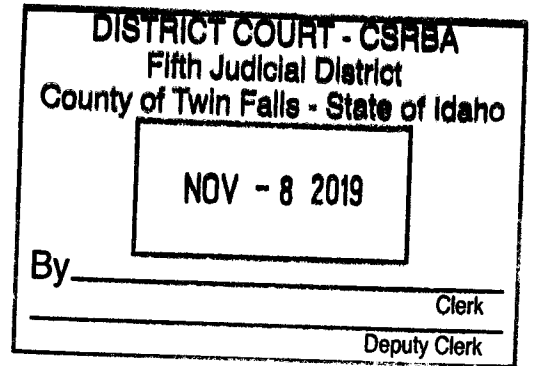 DISTRICT COURT - CSRBA
Fifth Judicial District
County of Twin Falls - State of Idaho
NOV - 8 2019
By
Clerk
Deputy Clerk